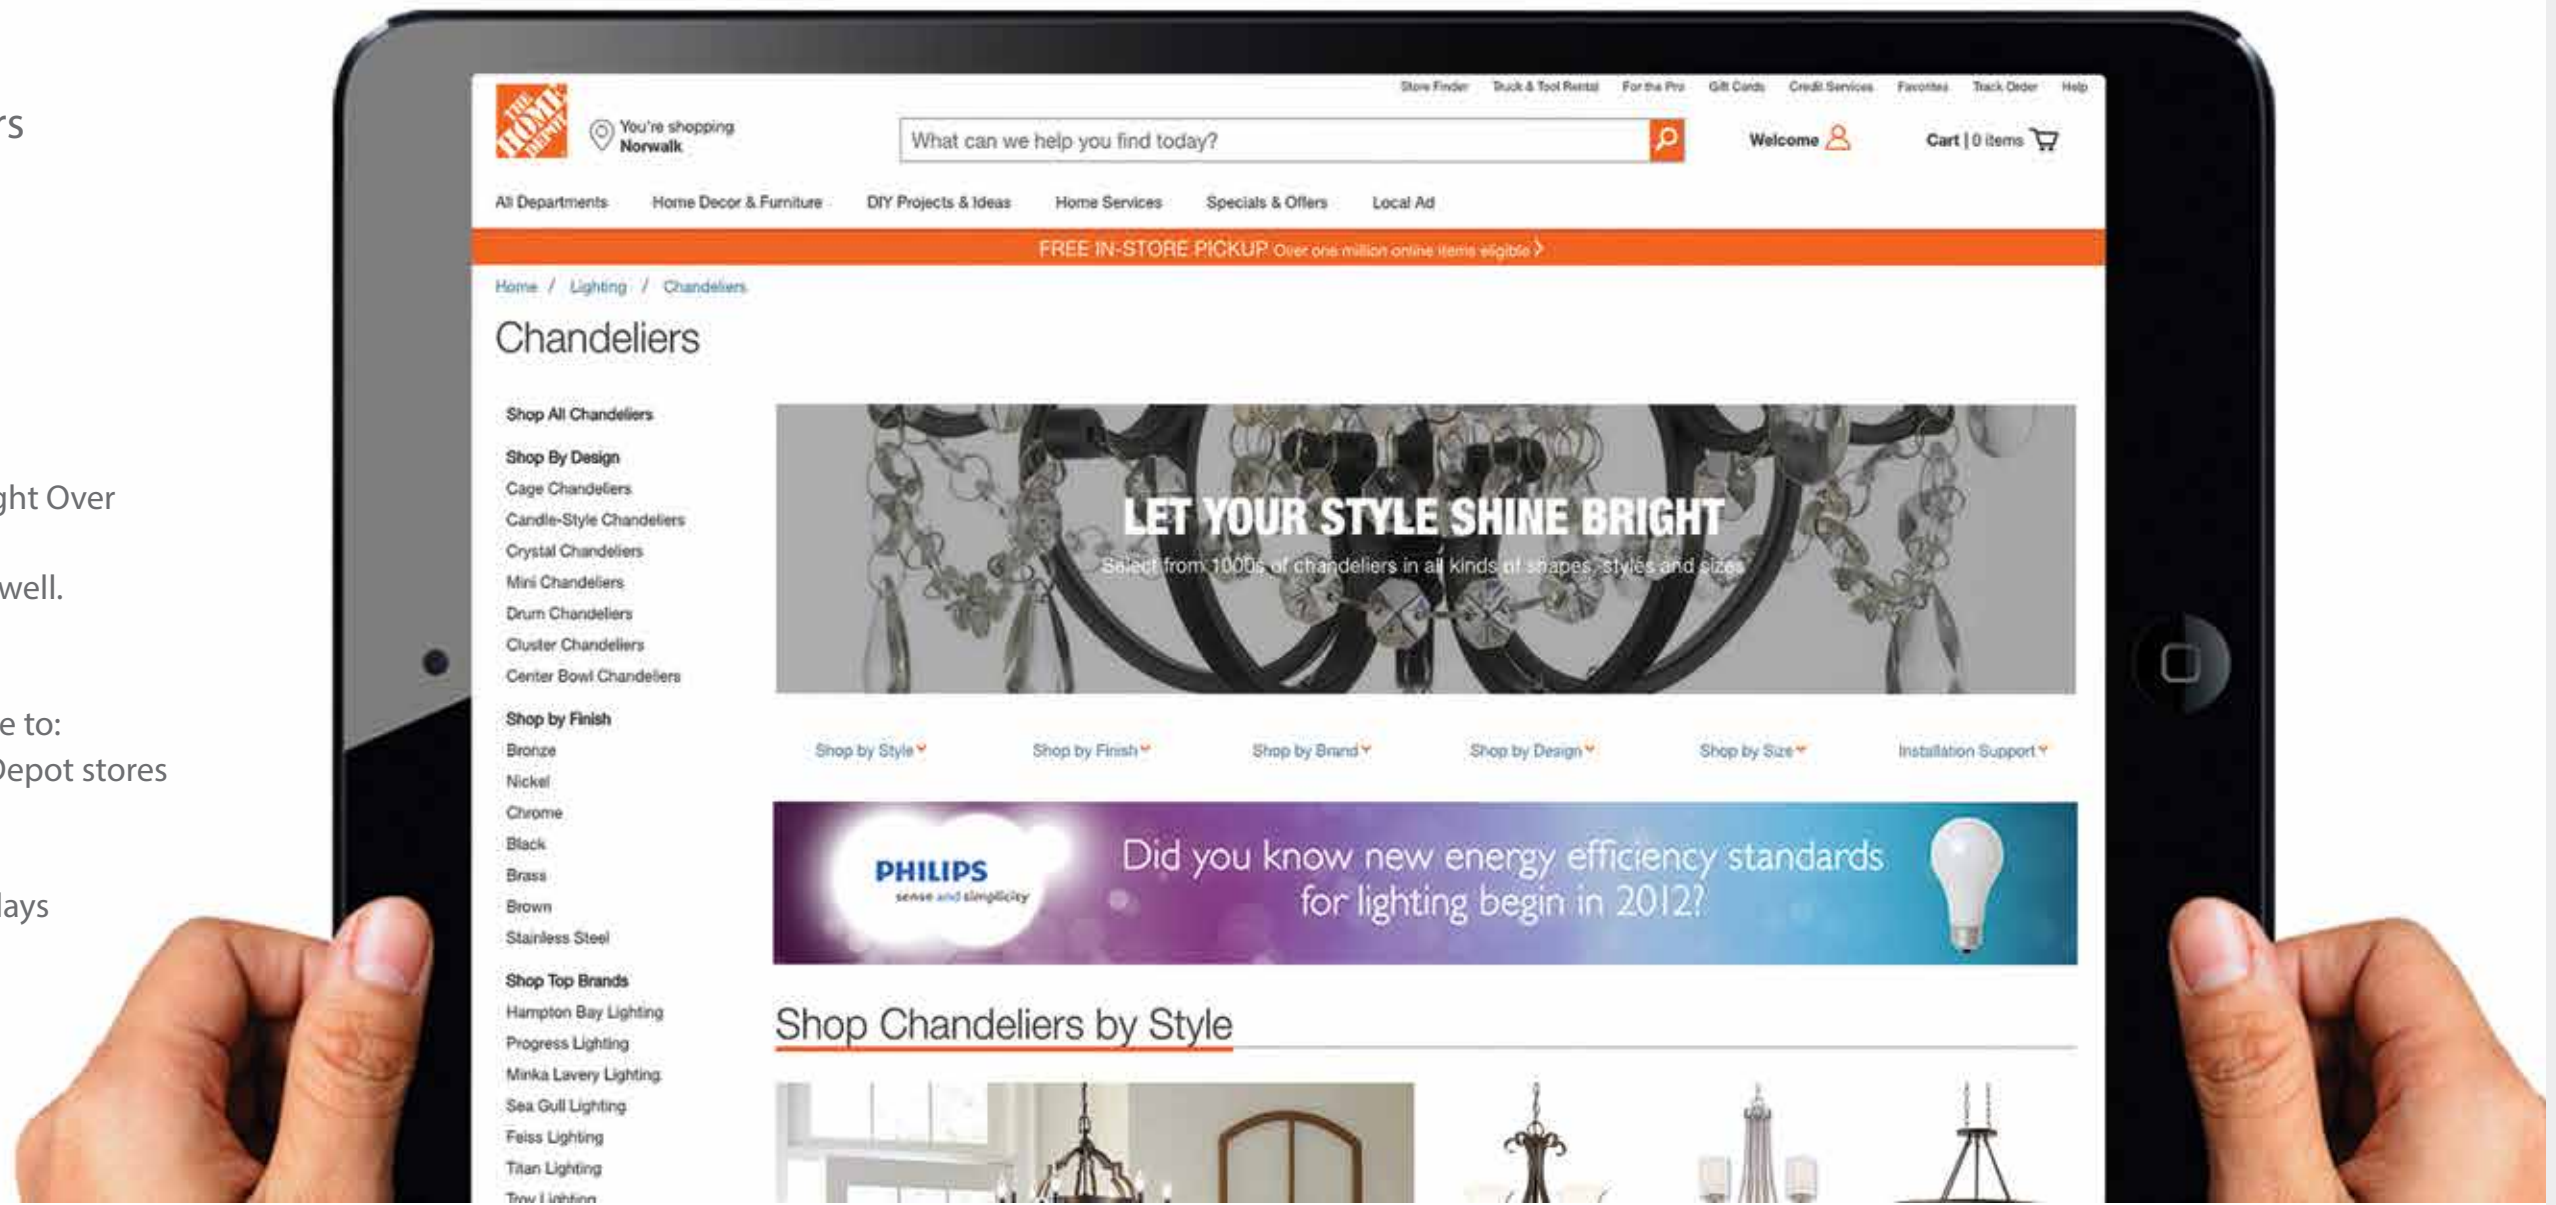 rs
ght Over
well.
e to:
Depot stores
lays
THE HOME DEPOT
You're shopping
Norwalk
Store Finder Truck & Tool Rental For the Pro Gift Cards Credit Services Favorites Track Order Help
What can we help you find today?
Welcome
Cart | 0 items
All Departments Home Decor & Furniture DIY Projects & Ideas Home Services Specials & Offers Local Ad
FREE IN-STORE PICKUP Over one million online items eligible
Home / Lighting / Chandeliers
Chandeliers
Shop All Chandeliers
Shop By Design
Cage Chandeliers
Candle-Style Chandeliers
Crystal Chandeliers
Mini Chandeliers
Drum Chandeliers
Cluster Chandeliers
Center Bowl Chandeliers
Shop by Finish
Bronze
Nickel
Chrome
Black
Brass
Brown
Stainless Steel
Shop Top Brands
Hampton Bay Lighting
Progress Lighting
Minka Lavery Lighting
Sea Gull Lighting
Feiss Lighting
Titan Lighting
Troy Lighting
LET YOUR STYLE SHINE BRIGHT
Select from 1000s of chandeliers in all kinds of shapes, styles and sizes
Shop by Style Shop by Finish Shop by Brand Shop by Design Shop by Size Installation Support
PHILIPS
sense and simplicity
Did you know new energy efficiency standards
for lighting begin in 2012?
Shop Chandeliers by Style